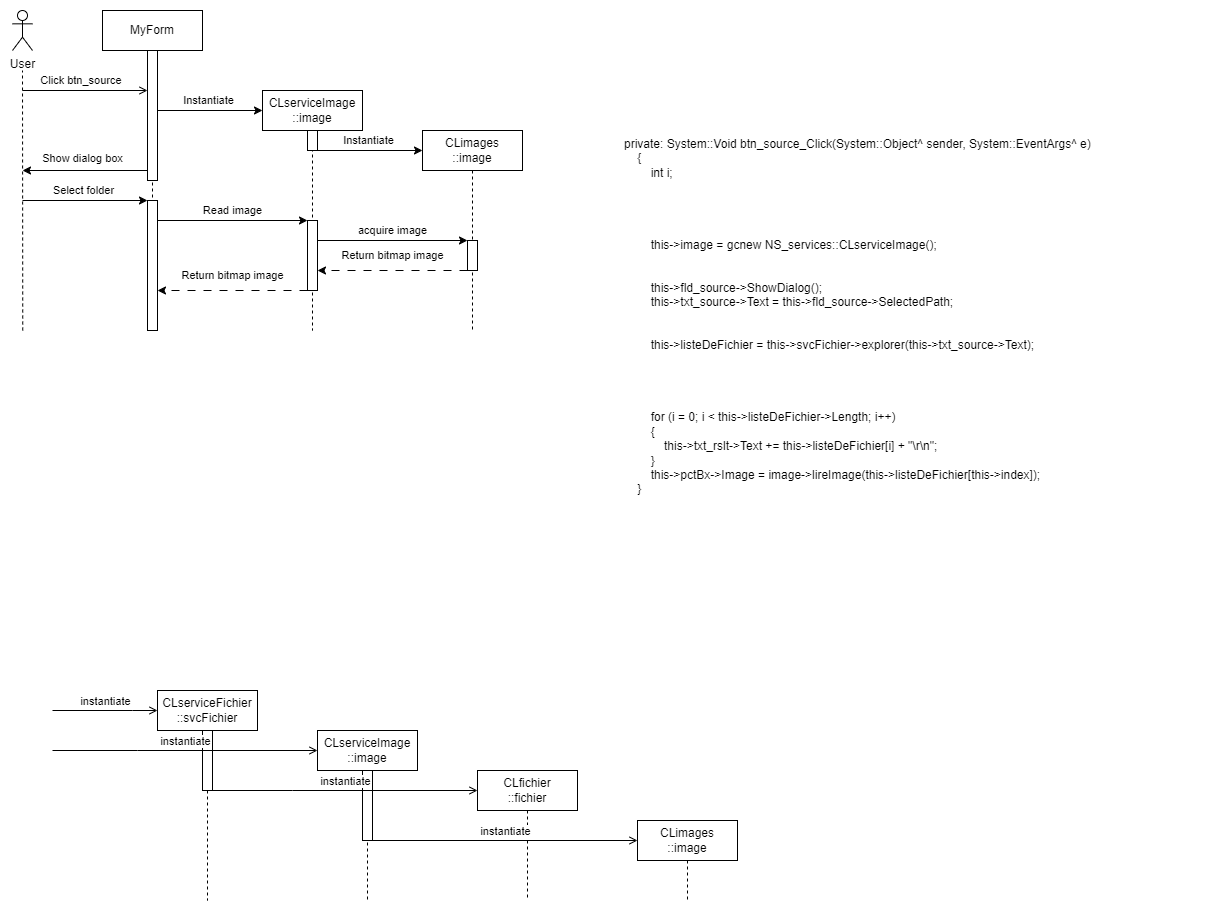 MyForm
User
Click btn_source
Instantiate
CLserviceImage
::image
Instantiate
CLimages
::image
Show dialog box
Select folder
Read image
acquire image
Return bitmap image
Return bitmap image
private: System::Void btn_source_Click(System::Object^ sender, System::EventArgs^ e)
{
int i;
this->image = gcnew NS_services::CLserviceImage();
this->fld_source->ShowDialog();
this->txt_source->Text = this->fld_source->SelectedPath;
this->listeDeFichier = this->svcFichier->explorer(this->txt_source->Text);
for (i = 0; i < this->listeDeFichier->Length; i++)
{
this->txt_rslt->Text += this->listeDeFichier[i] + "\r\n";
}
this->pctBx->Image = image->lireImage(this->listeDeFichier[this->index]);
}
instantiate
CLserviceFichier
::svcFichier
instantiate
CLserviceImage
::image
instantiate
CLfichier
::fichier
instantiate
CLimages
::image